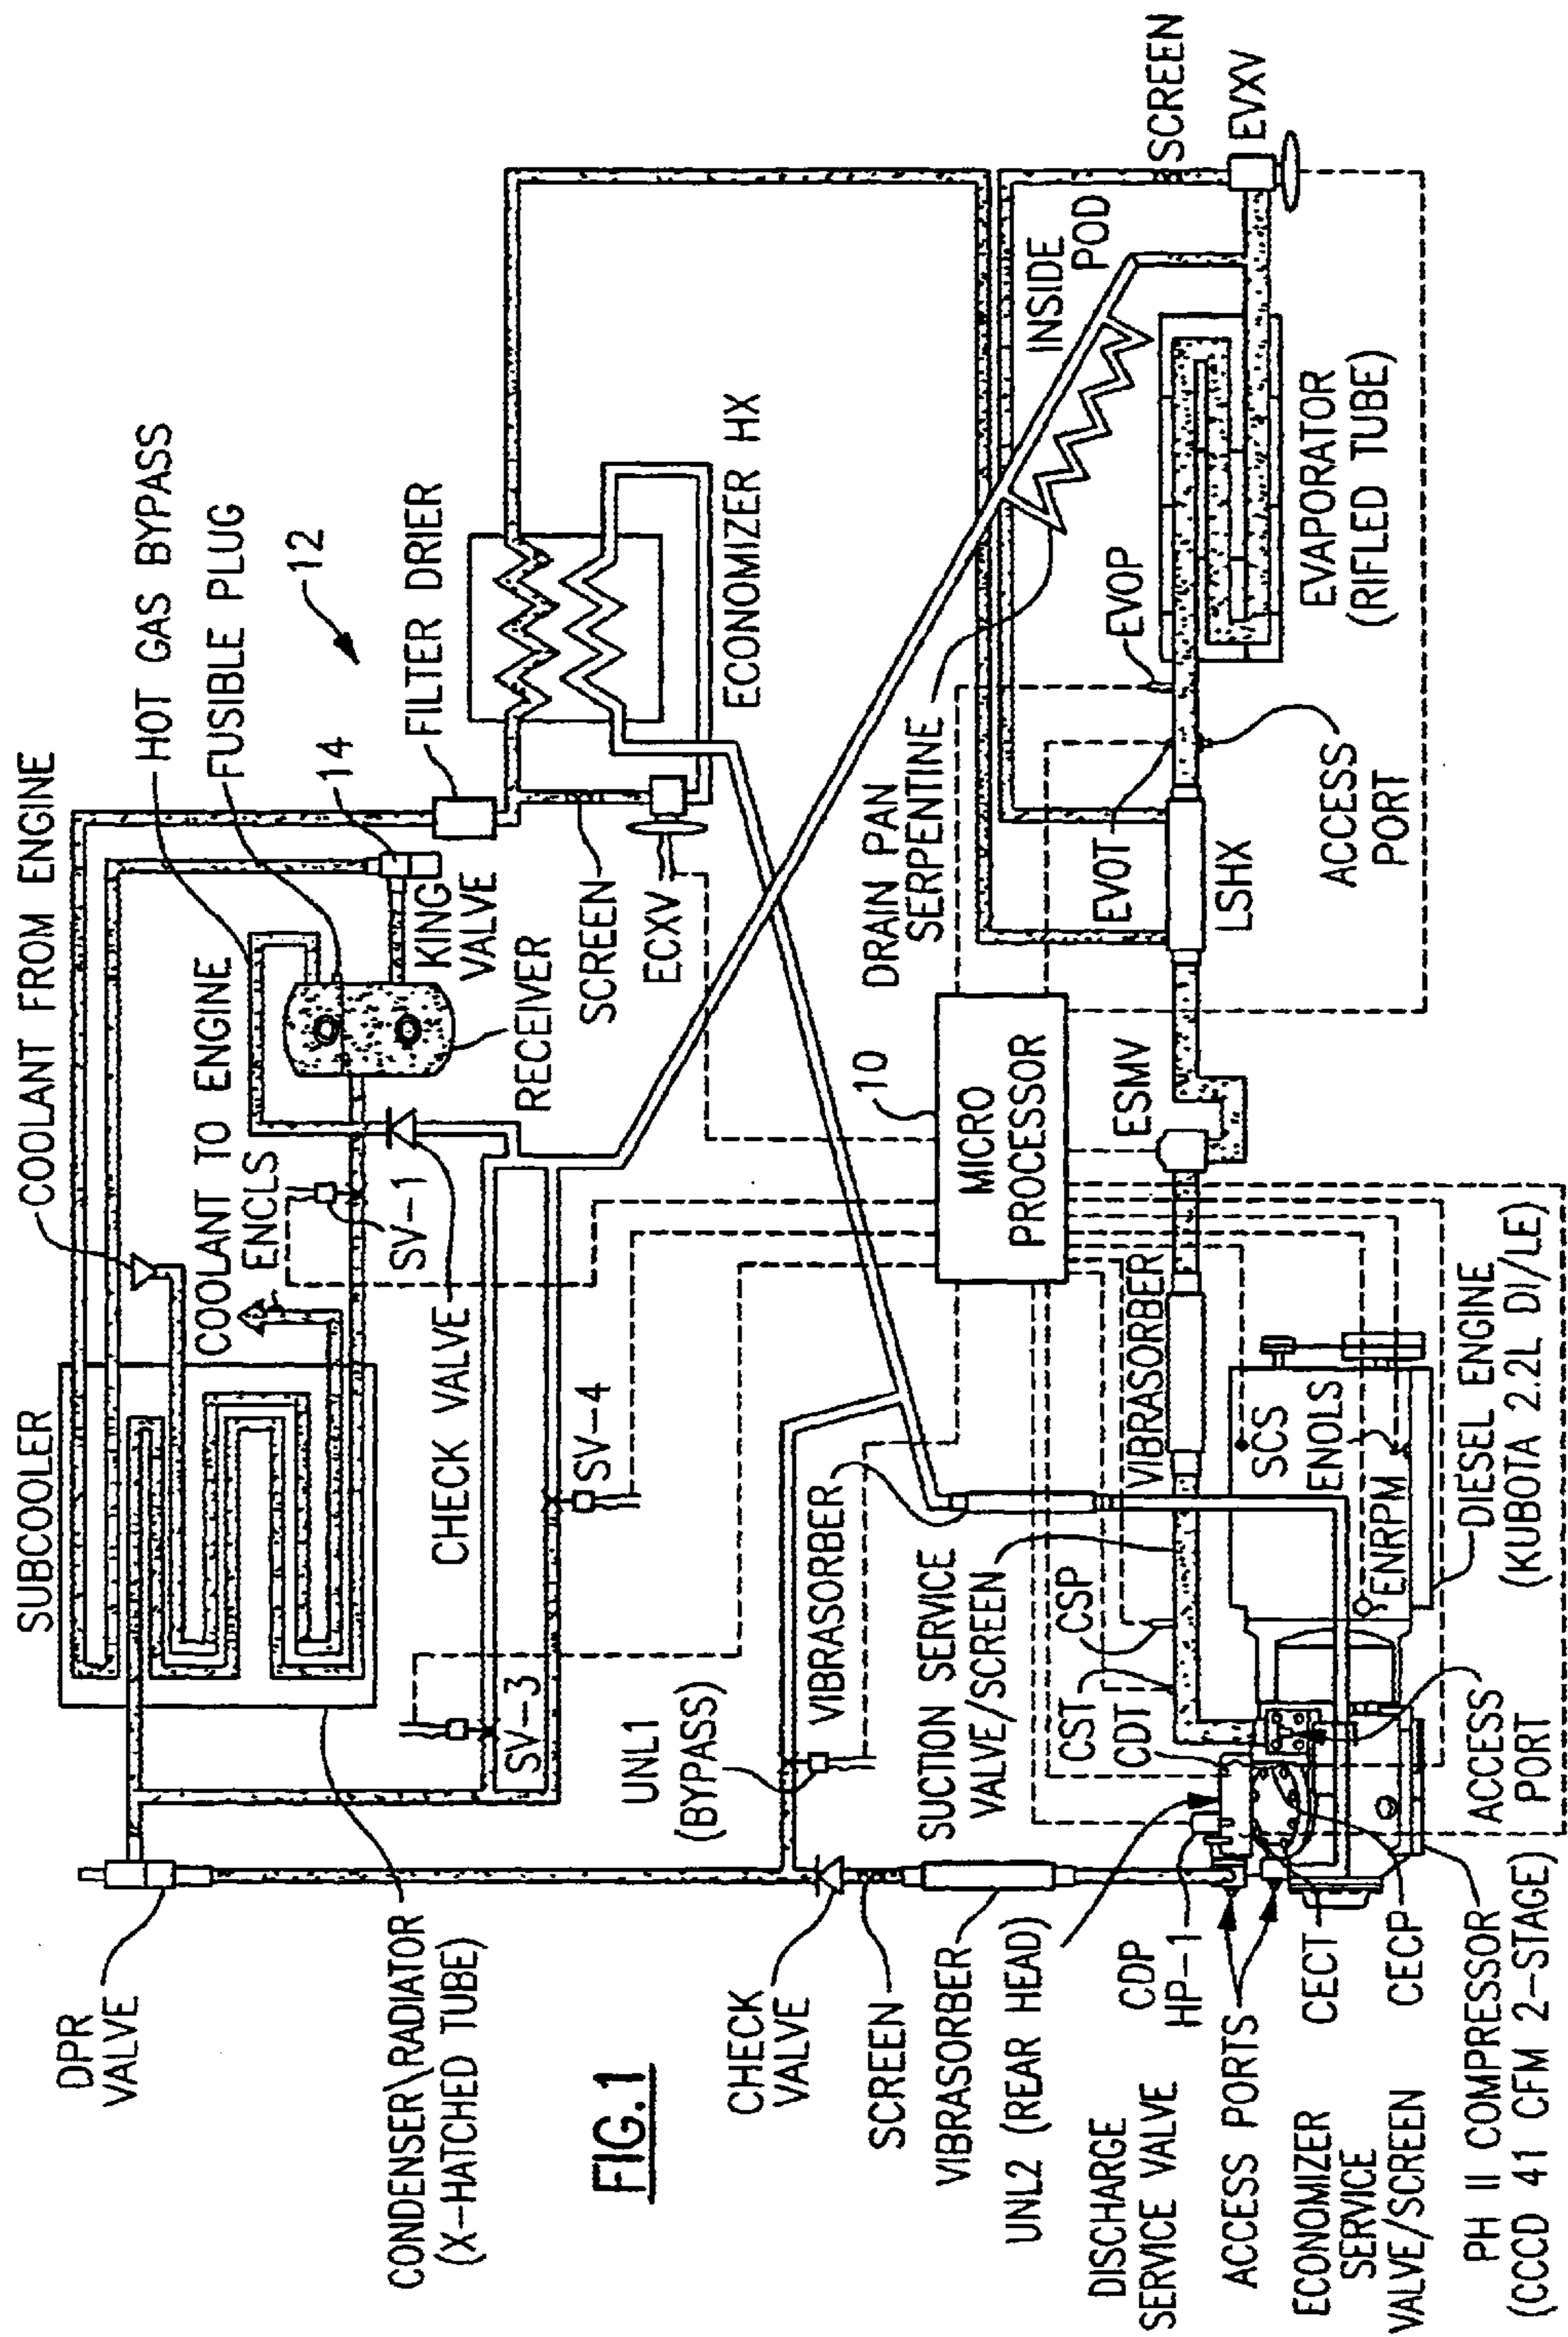 SUBCOOLER
COOLANT FROM ENGINE
HOT GAS BYPASS
FUSIBLE PLUG
12
14
COOLANT TO ENGINE
ENCLS
SV-1
KING
VALVE
RECEIVER
FILTER DRIER
DPR
VALVE
CONDENSER\RADIATOR
(X-HATCHED TUBE)
CHECK VALVE
SCREEN
ECXV
ECONOMIZER HX
SV-3
SV-4
UNL1
(BYPASS)
VIBRASORBER
SUCTION SERVICE
VALVE/SCREEN
CHECK
VALVE
SCREEN
VIBRASORBER
UNL2 (REAR HEAD)
FIG.1
10
MICRO
PROCESSOR
DRAIN PAN
SERPENTINE
INSIDE
POD
SCREEN
EVXV
EVOP
EVOT
LSHX
ACCESS
PORT
EVAPORATOR
(RIFLED TUBE)
ESMV
VIBRASORBER
CSP
CST
CDT
SCS
ENOLS
ENRPM
DIESEL ENGINE
(KUBOTA 2.2L DI/LE)
DISCHARGE
SERVICE VALVE
CDP
HP-1
ACCESS PORTS
CECT
CECP
ACCESS
PORT
ECONOMIZER
SERVICE
VALVE/SCREEN
PH II COMPRESSOR
(CCCD 41 CFM 2-STAGE)